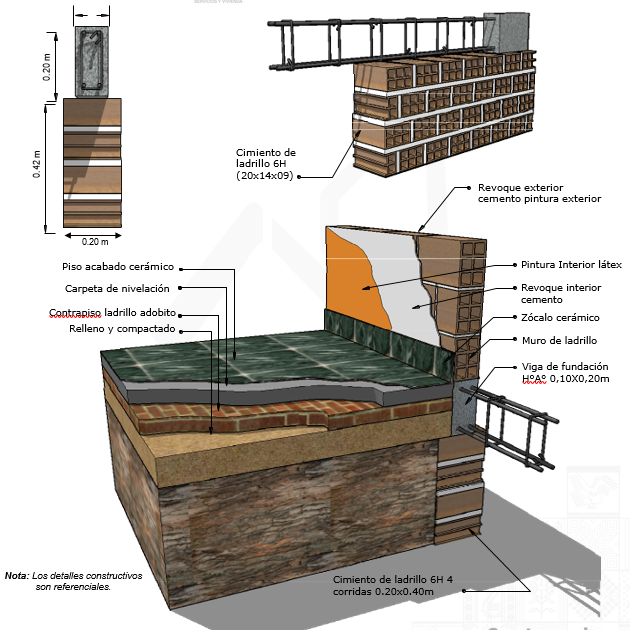 SERVICIOS Y VIVIENDA
0.20 m
0.42 m
0.20 m
Cimiento de
ladrillo 6H
(20x14x09)
Revoque exterior
cemento pintura exterior
Piso acabado cerámico
Carpeta de nivelación
Contrapiso ladrillo adobito
Relleno y compactado
Pintura Interior látex
Revoque interior
cemento
Zócalo cerámico
Muro de ladrillo
Viga de fundación
HºAº 0,10X0,20m
Nota: Los detalles constructivos
son referenciales.
Cimiento de ladrillo 6H 4
corridas 0.20x0.40m